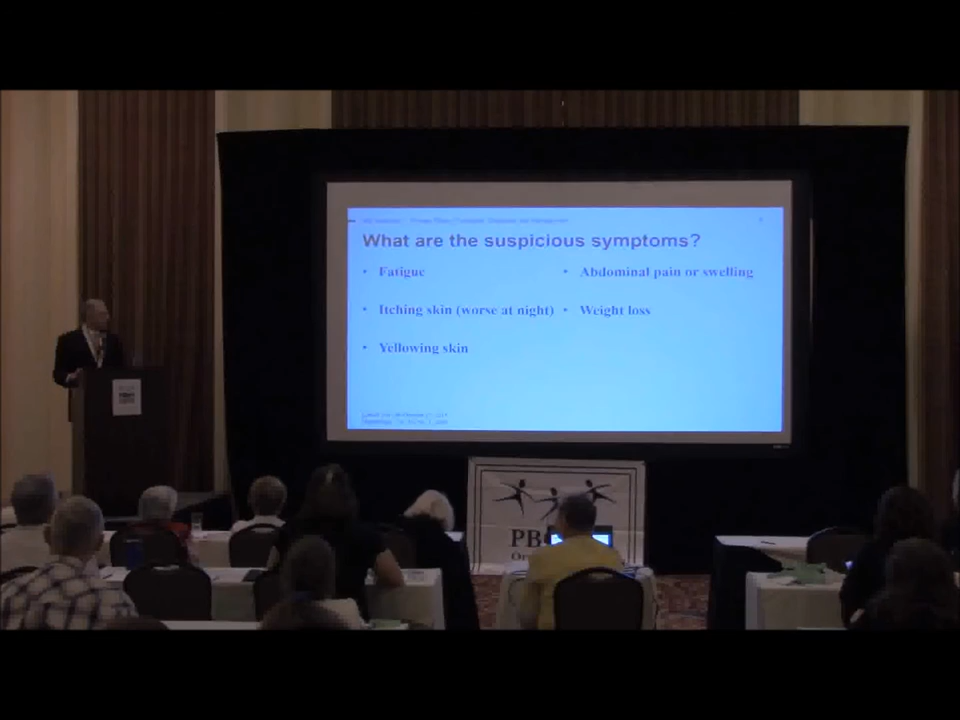 What are the suspicious symptoms?
• Fatigue
• Itching skin (worse at night)
• Yellowing skin
• Abdominal pain or swelling
• Weight loss
PBC